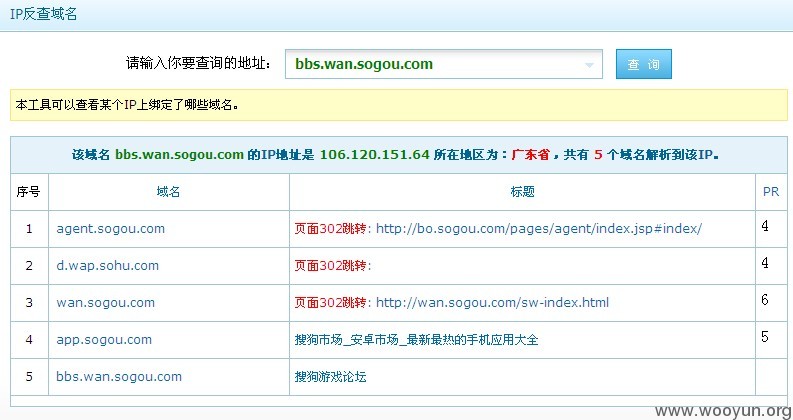 IP反查域名
请输入你要查询的地址： bbs.wan.sogou.com 查 询
本工具可以查看某个IP上绑定了哪些域名。
该域名 bbs.wan.sogou.com 的IP地址是 106.120.151.64 所在地区为：广东省，共有 5 个域名解析到该IP。
序号 域名 标题 PR
1 agent.sogou.com 页面302跳转: http://bo.sogou.com/pages/agent/index.jsp#index/ 4
2 d.wap.sohu.com 页面302跳转: 4
3 wan.sogou.com 页面302跳转: http://wan.sogou.com/sw-index.html 6
4 app.sogou.com 搜狗市场_安卓市场_最新最热的手机应用大全 5
5 bbs.wan.sogou.com 搜狗游戏论坛
www.wooyun.org